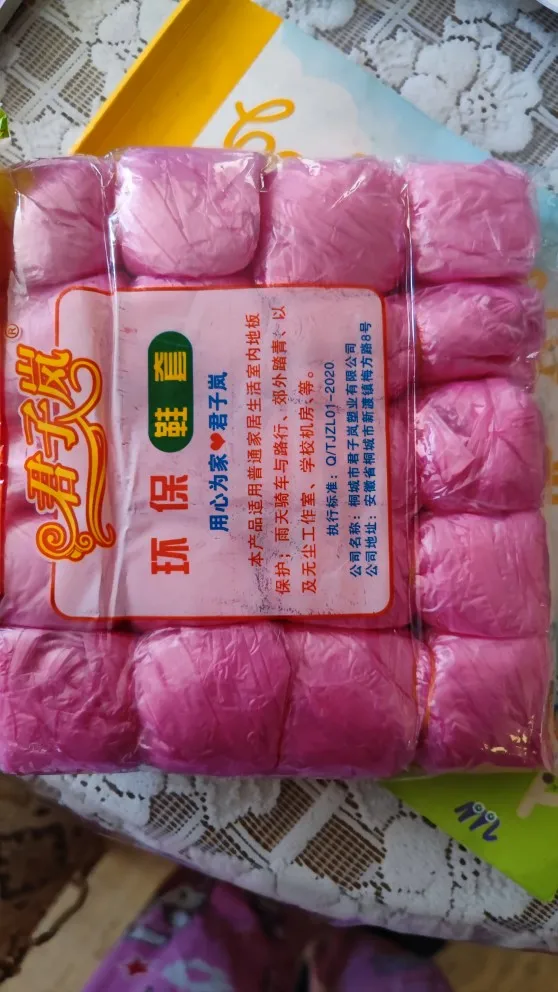 君子岚®
环保 鞋套
用心为家❤君子岚
本产品适用普通家居生活室内地板
保护；雨天骑车与路行、郊外踏青、以
及无尘工作室、学校机房、等。
执行标准：Q/TJZL01-2020
公司名称：桐城市君子岚塑业有限公司
公司地址：安徽省桐城市新渡镇梅方路8号